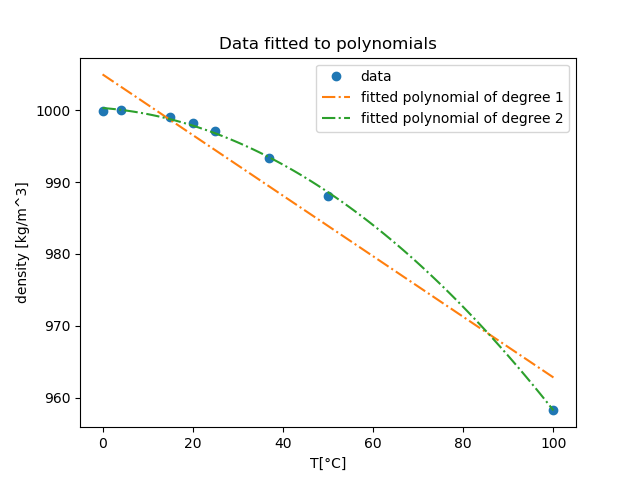 Data fitted to polynomials
data
fitted polynomial of degree 1
fitted polynomial of degree 2
1000
990
980
970
960
density [kg/m^3]
0 20 40 60 80 100
T[°C]